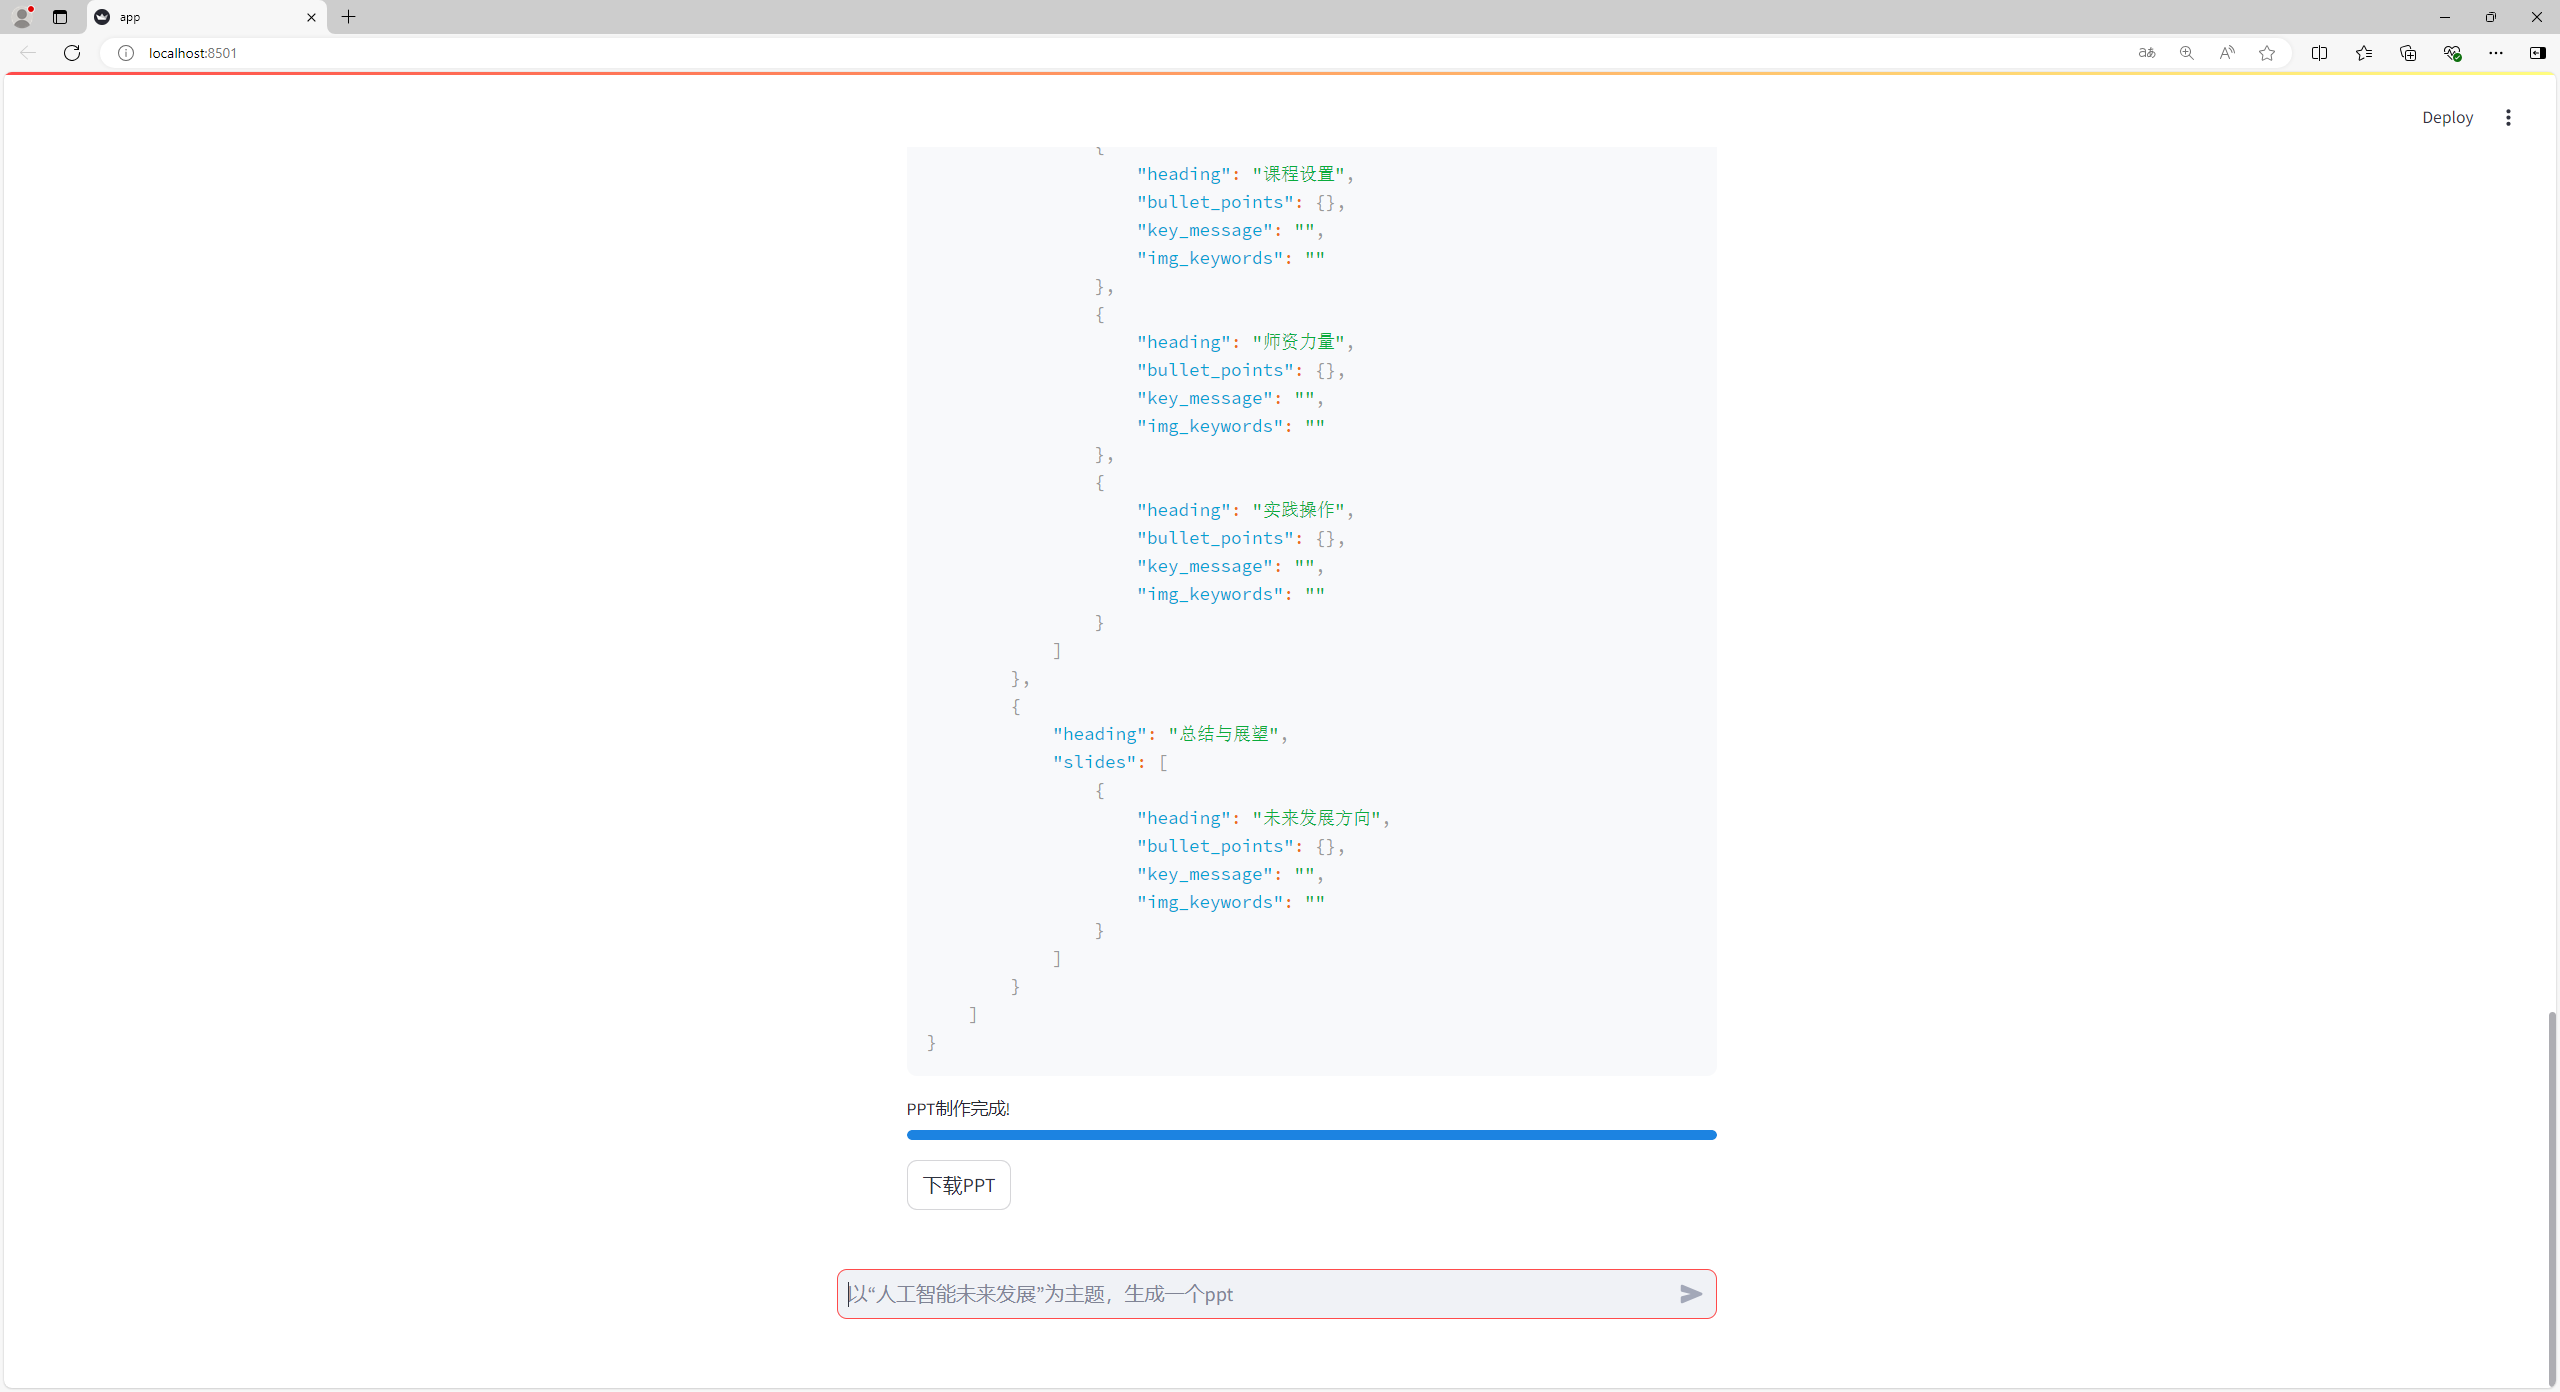 app
localhost:8501
Deploy
{
"heading": "课程设置",
"bullet_points": {},
"key_message": "",
"img_keywords": ""
},
{
"heading": "师资力量",
"bullet_points": {},
"key_message": "",
"img_keywords": ""
},
{
"heading": "实践操作",
"bullet_points": {},
"key_message": "",
"img_keywords": ""
}
]
},
{
"heading": "总结与展望",
"slides": [
{
"heading": "未来发展方向",
"bullet_points": {},
"key_message": "",
"img_keywords": ""
}
]
}
]
}
PPT制作完成!
下载PPT
以“人工智能未来发展”为主题，生成一个ppt